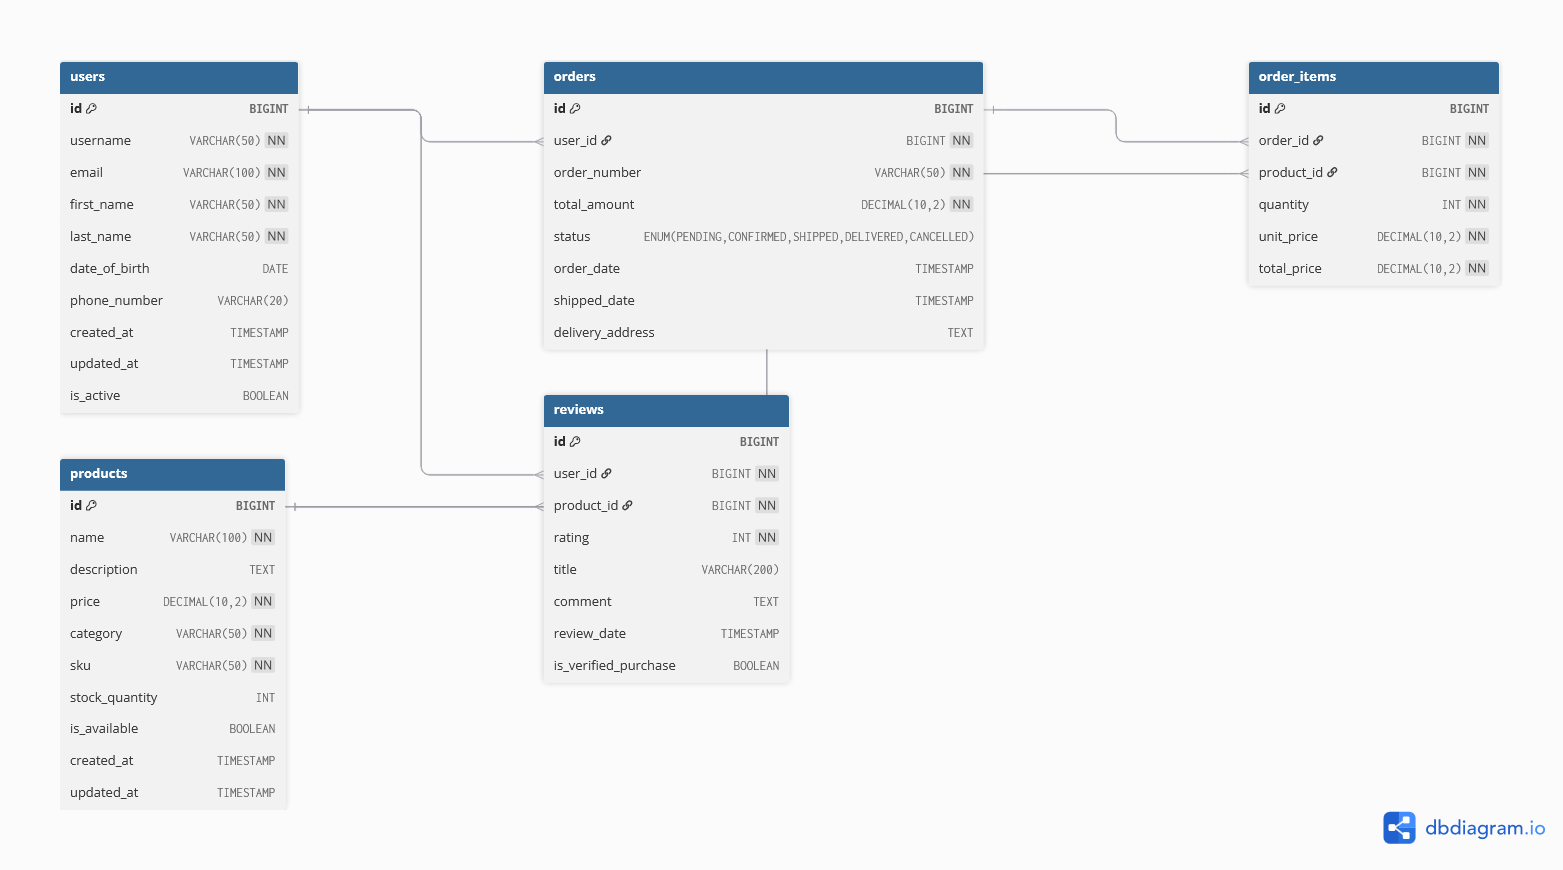 users
id BIGINT
username VARCHAR(50) NN
email VARCHAR(100) NN
first_name VARCHAR(50) NN
last_name VARCHAR(50) NN
date_of_birth DATE
phone_number VARCHAR(20)
created_at TIMESTAMP
updated_at TIMESTAMP
is_active BOOLEAN
orders
id BIGINT
user_id BIGINT NN
order_number VARCHAR(50) NN
total_amount DECIMAL(10,2) NN
status ENUM(PENDING,CONFIRMED,SHIPPED,DELIVERED,CANCELLED)
order_date TIMESTAMP
shipped_date TIMESTAMP
delivery_address TEXT
order_items
id BIGINT
order_id BIGINT NN
product_id BIGINT NN
quantity INT NN
unit_price DECIMAL(10,2) NN
total_price DECIMAL(10,2) NN
products
id BIGINT
name VARCHAR(100) NN
description TEXT
price DECIMAL(10,2) NN
category VARCHAR(50) NN
sku VARCHAR(50) NN
stock_quantity INT
is_available BOOLEAN
created_at TIMESTAMP
updated_at TIMESTAMP
reviews
id BIGINT
user_id BIGINT NN
product_id BIGINT NN
rating INT NN
title VARCHAR(200)
comment TEXT
review_date TIMESTAMP
is_verified_purchase BOOLEAN
dbdiagram.io